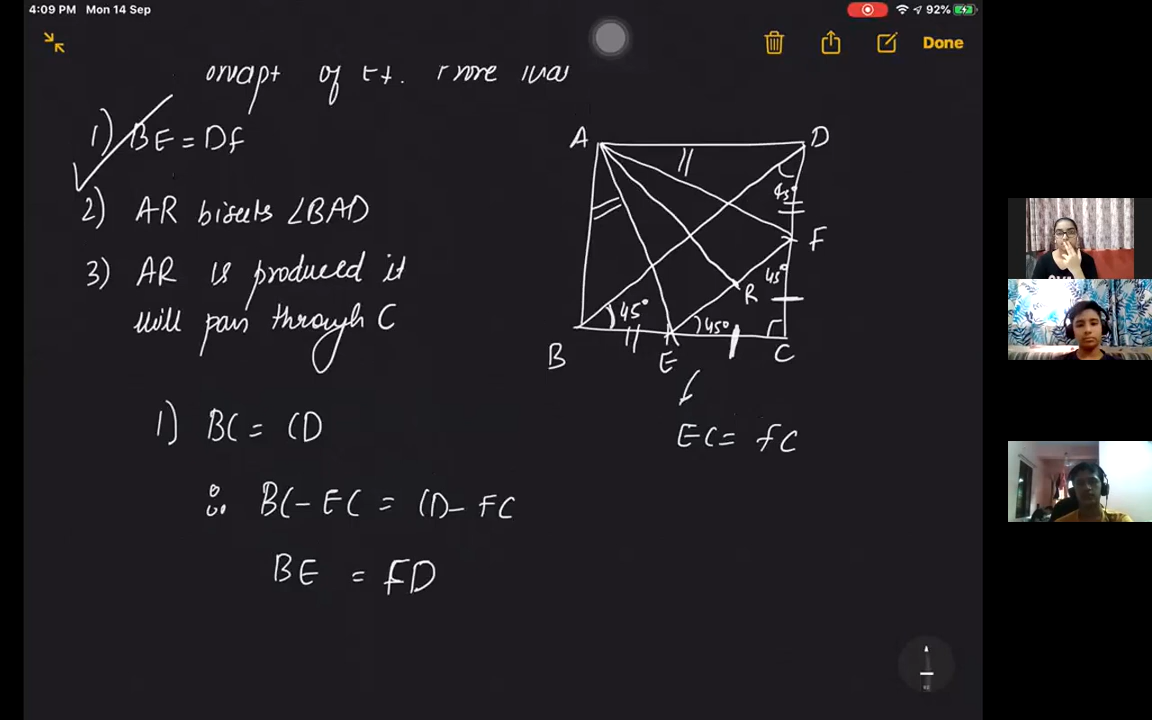 4:09 PM Mon 14 Sep
92%
Done
of EF.
1) BE = DF
2) AR bisects ∠BAD
3) AR is produced it
will pass through C
A
D
45°
F
45°
R
45°
45°
B
E
C
EC = FC
1) BC = CD
∴ BC - EC = CD - FC
BE = FD